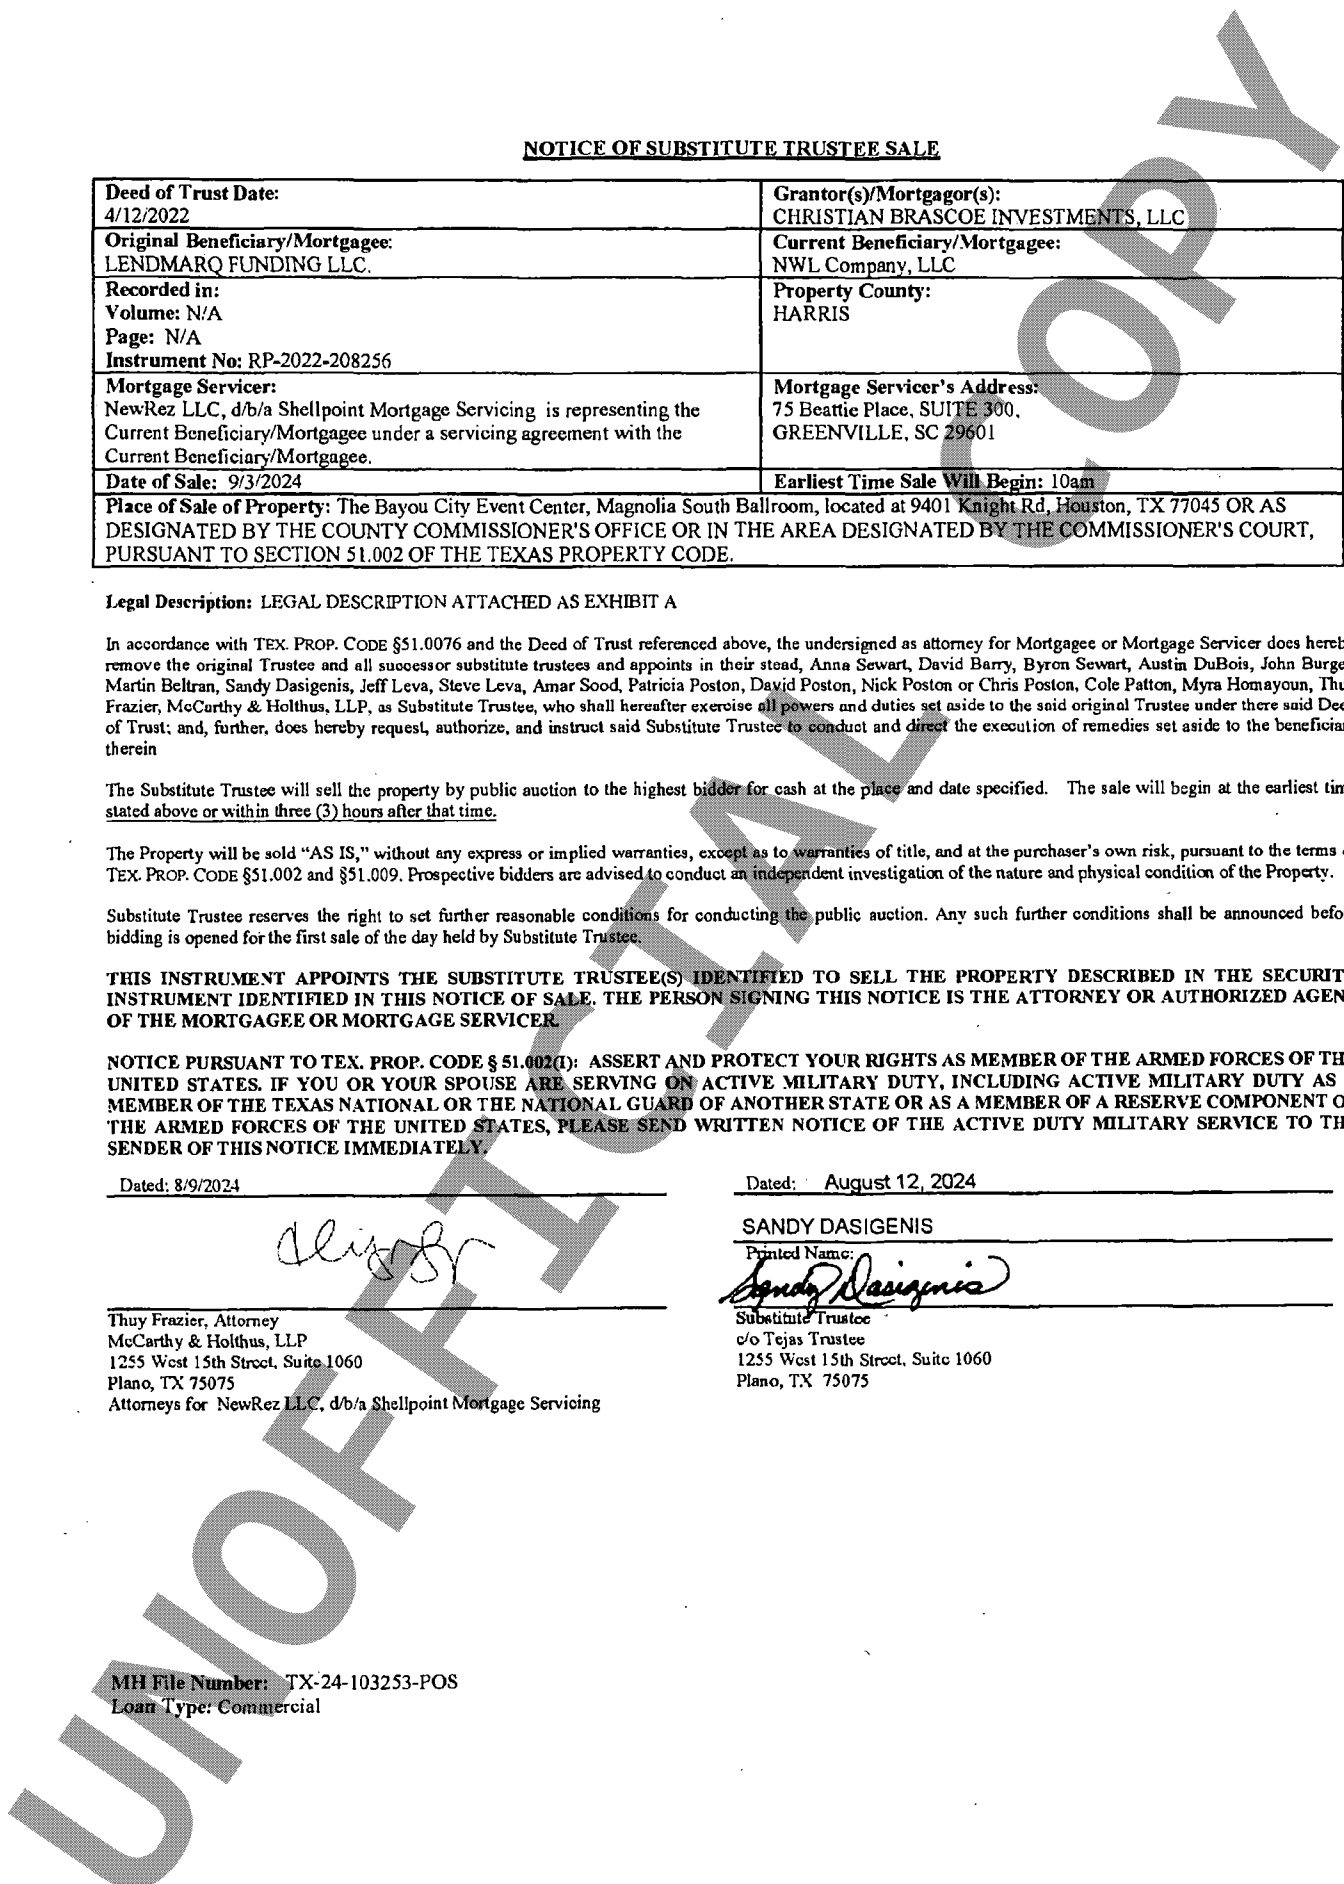 NOTICE OF SUBSTITUTE TRUSTEE SALE
Deed of Trust Date:
4/12/2022
Grantor(s)/Mortgagor(s):
CHRISTIAN BRASCOE INVESTMENTS, LLC
Original Beneficiary/Mortgagee:
LENDMARQ FUNDING LLC.
Current Beneficiary/Mortgagee:
NWL Company, LLC
Recorded in:
Volume: N/A
Page: N/A
Instrument No: RP-2022-208256
Property County:
HARRIS
Mortgage Servicer:
NewRez LLC, d/b/a Shellpoint Mortgage Servicing is representing the
Current Beneficiary/Mortgagee under a servicing agreement with the
Current Beneficiary/Mortgagee.
Mortgage Servicer's Address:
75 Beattie Place, SUITE 300,
GREENVILLE, SC 29601
Date of Sale: 9/3/2024
Earliest Time Sale Will Begin: 10am
Place of Sale of Property: The Bayou City Event Center, Magnolia South Ballroom, located at 9401 Knight Rd, Houston, TX 77045 OR AS
DESIGNATED BY THE COUNTY COMMISSIONER'S OFFICE OR IN THE AREA DESIGNATED BY THE COMMISSIONER'S COURT,
PURSUANT TO SECTION 51.002 OF THE TEXAS PROPERTY CODE.
Legal Description: LEGAL DESCRIPTION ATTACHED AS EXHIBIT A
In accordance with TEX. PROP. CODE §51.0076 and the Deed of Trust referenced above, the undersigned as attorney for Mortgagee or Mortgage Servicer does
remove the original Trustee and all successor substitute trustees and appoints in their stead, Anna Sewart, David Barry, Byron Sewart, Austin DuBois, John Burge
Martin Beltran, Sandy Dasigenis, Jeff Leva, Steve Leva, Amar Sood, Patricia Poston, David Poston, Nick Poston or Chris Poston, Cole Patton, Myra Homayoun, Thu
Frazier, McCarthy & Holthus, LLP, as Substitute Trustee, who shall hereafter exercise all powers and duties set aside to the said original Trustee under there said
of Trust; and, further, does hereby request, authorize, and instruct said Substitute Trustee to conduct and direct the execution of remedies set aside to the
therein
The Substitute Trustee will sell the property by public auction to the highest bidder for cash at the place and date specified. The sale will begin at the earliest
stated above or within three (3) hours after that time.
The Property will be sold "AS IS," without any express or implied warranties, except as to warranties of title, and at the purchaser's own risk, pursuant to the terms
TEX. PROP. CODE §51.002 and §51.009. Prospective bidders are advised to conduct an independent investigation of the nature and physical condition of the Property.
Substitute Trustee reserves the right to set further reasonable conditions for conducting the public auction. Any such further conditions shall be announced
bidding is opened for the first sale of the day held by Substitute Trustee.
THIS INSTRUMENT APPOINTS THE SUBSTITUTE TRUSTEE(S) IDENTIFIED TO SELL THE PROPERTY DESCRIBED IN THE SECURIT
INSTRUMENT IDENTIFIED IN THIS NOTICE OF SALE. THE PERSON SIGNING THIS NOTICE IS THE ATTORNEY OR AUTHORIZED AGEN
OF THE MORTGAGEE OR MORTGAGE SERVICER.
NOTICE PURSUANT TO TEX. PROP. CODE § 51.002(I): ASSERT AND PROTECT YOUR RIGHTS AS MEMBER OF THE ARMED FORCES OF TH
UNITED STATES. IF YOU OR YOUR SPOUSE ARE SERVING ON ACTIVE MILITARY DUTY, INCLUDING ACTIVE MILITARY DUTY AS
MEMBER OF THE TEXAS NATIONAL OR THE NATIONAL GUARD OF ANOTHER STATE OR AS A MEMBER OF A RESERVE COMPONENT O
THE ARMED FORCES OF THE UNITED STATES, PLEASE SEND WRITTEN NOTICE OF THE ACTIVE DUTY MILITARY SERVICE TO TH
SENDER OF THIS NOTICE IMMEDIATELY.
Dated: 8/9/2024
Dated: August 12, 2024
SANDY DASIGENIS
Printed Name:
Sandy Dasigenis
Thuy Frazier, Attorney
McCarthy & Holthus, LLP
1255 West 15th Street, Suite 1060
Plano, TX 75075
Attorneys for NewRez LLC, d/b/a Shellpoint Mortgage Servicing
Substitute Trustee
c/o Tejas Trustee
1255 West 15th Street, Suite 1060
Plano, TX 75075
MH File Number: TX-24-103253-POS
Loan Type: Commercial
UNOFFICIAL COPY